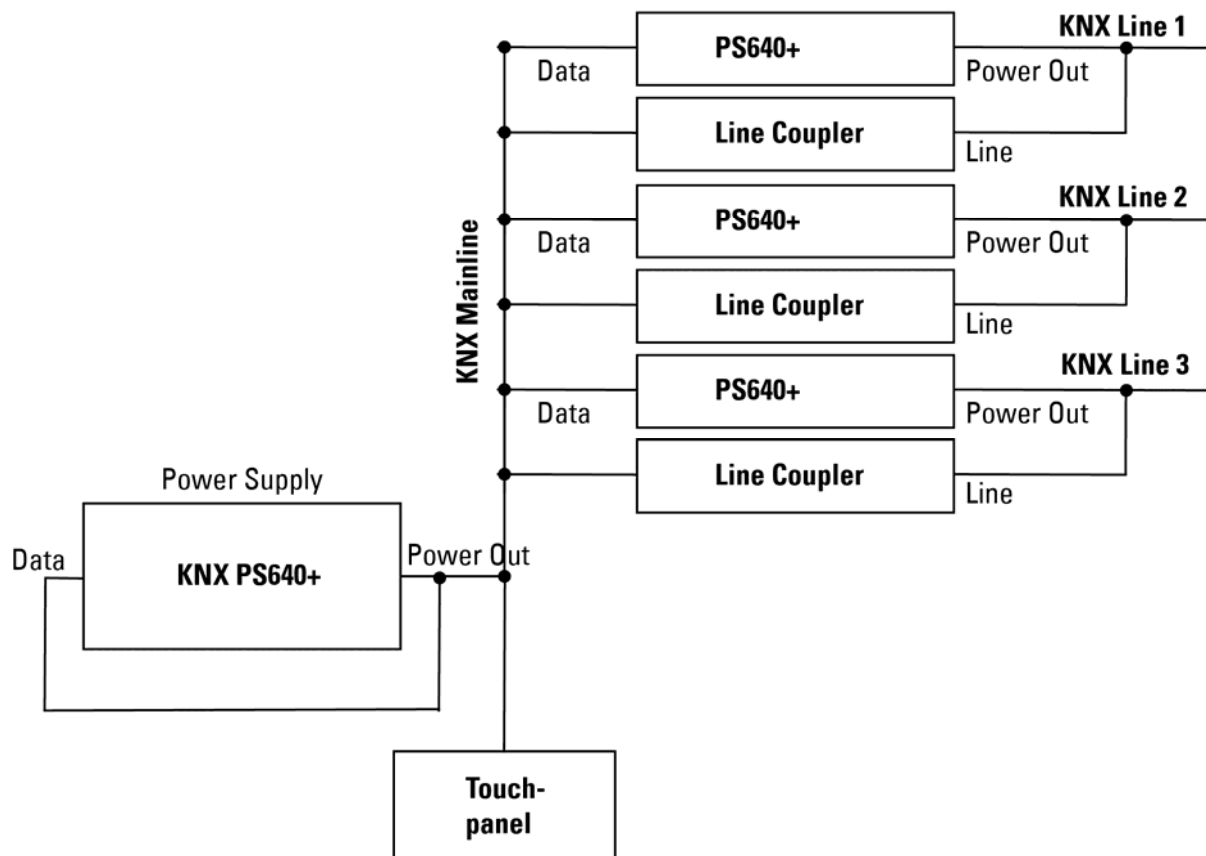 PS640+
KNX Line 1
Data
Power Out
Line Coupler
Line
PS640+
KNX Line 2
Data
Power Out
Line Coupler
Line
KNX Mainline
PS640+
KNX Line 3
Data
Power Out
Line Coupler
Line
Power Supply
Data
KNX PS640+
Power Out
Touch-
panel